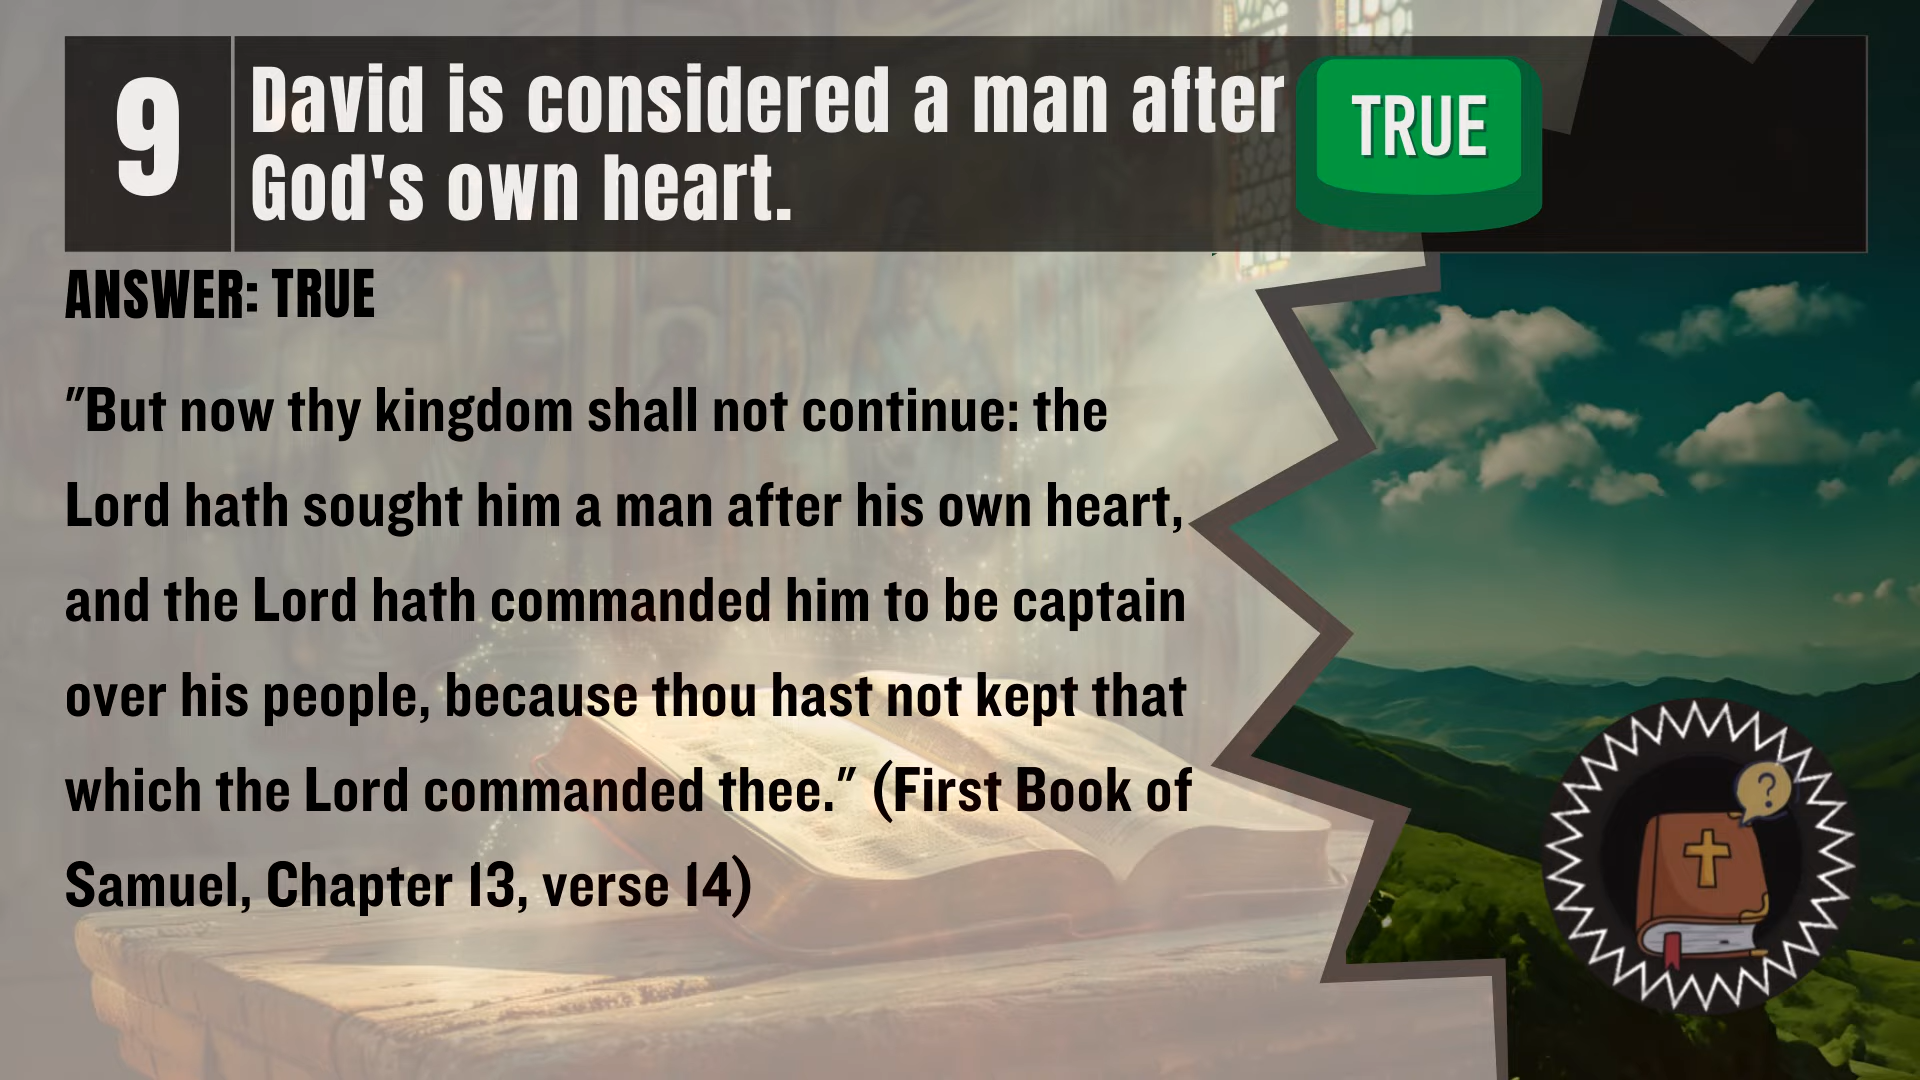 9
David is considered a man after
God's own heart.
TRUE
ANSWER: TRUE
"But now thy kingdom shall not continue: the
Lord hath sought him a man after his own heart,
and the Lord hath commanded him to be captain
over his people, because thou hast not kept that
which the Lord commanded thee." (First Book of
Samuel, Chapter 13, verse 14)
?